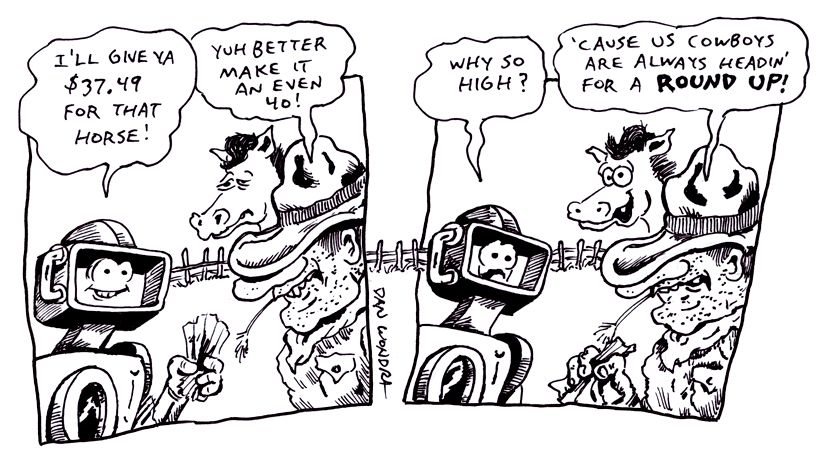 I'LL GIVE YA
$37.49
FOR THAT
HORSE!
YUH BETTER
MAKE IT
AN EVEN
40!
WHY SO
HIGH?
'CAUSE US COWBOYS
ARE ALWAYS HEADIN'
FOR A ROUND UP!
DAN WONDRA